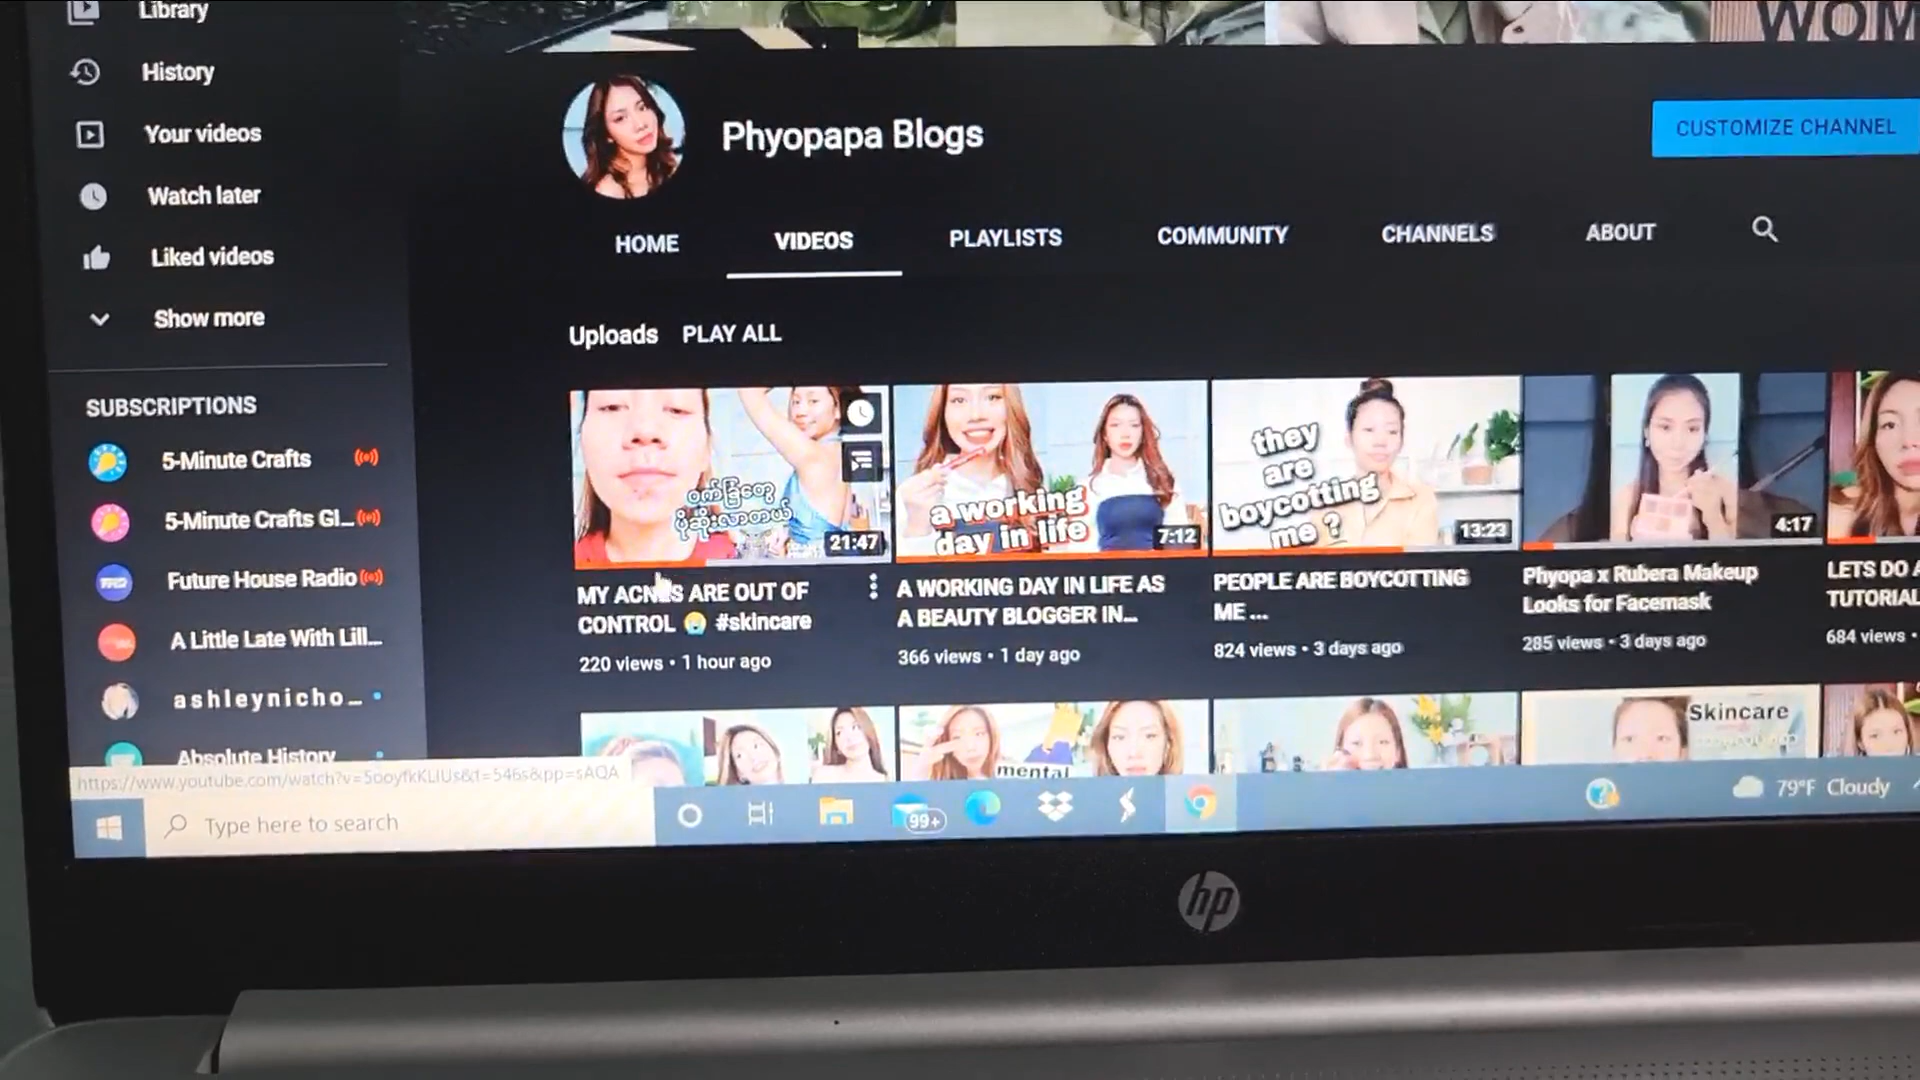 Library
WOM
History
Your videos
Watch later
Liked videos
Show more
Phyopapa Blogs
CUSTOMIZE CHANNEL
HOME
VIDEOS
PLAYLISTS
COMMUNITY
CHANNELS
ABOUT
Uploads
PLAY ALL
SUBSCRIPTIONS
5-Minute Crafts
5-Minute Crafts Gl...
Future House Radio
A Little Late With Lill...
ashleynicho...
Absolute History
ဝက်ခြံတွေ
ပိုဆိုးလာတယ်
21:47
MY ACNES ARE OUT OF
CONTROL 😭 #skincare
220 views • 1 hour ago
a working
day in life
7:12
A WORKING DAY IN LIFE AS
A BEAUTY BLOGGER IN...
366 views • 1 day ago
they
are
boycotting
me ?
13:23
PEOPLE ARE BOYCOTTING
ME ...
824 views • 3 days ago
4:17
Phyopa x Rubera Makeup
Looks for Facemask
285 views • 3 days ago
LETS DO A
TUTORIAL
684 views •
mental
Skincare
https://www.youtube.com/watch?v=5ooyfkKLIUs&t=546s&pp=sAQA
Type here to search
99+
79°F Cloudy
hp